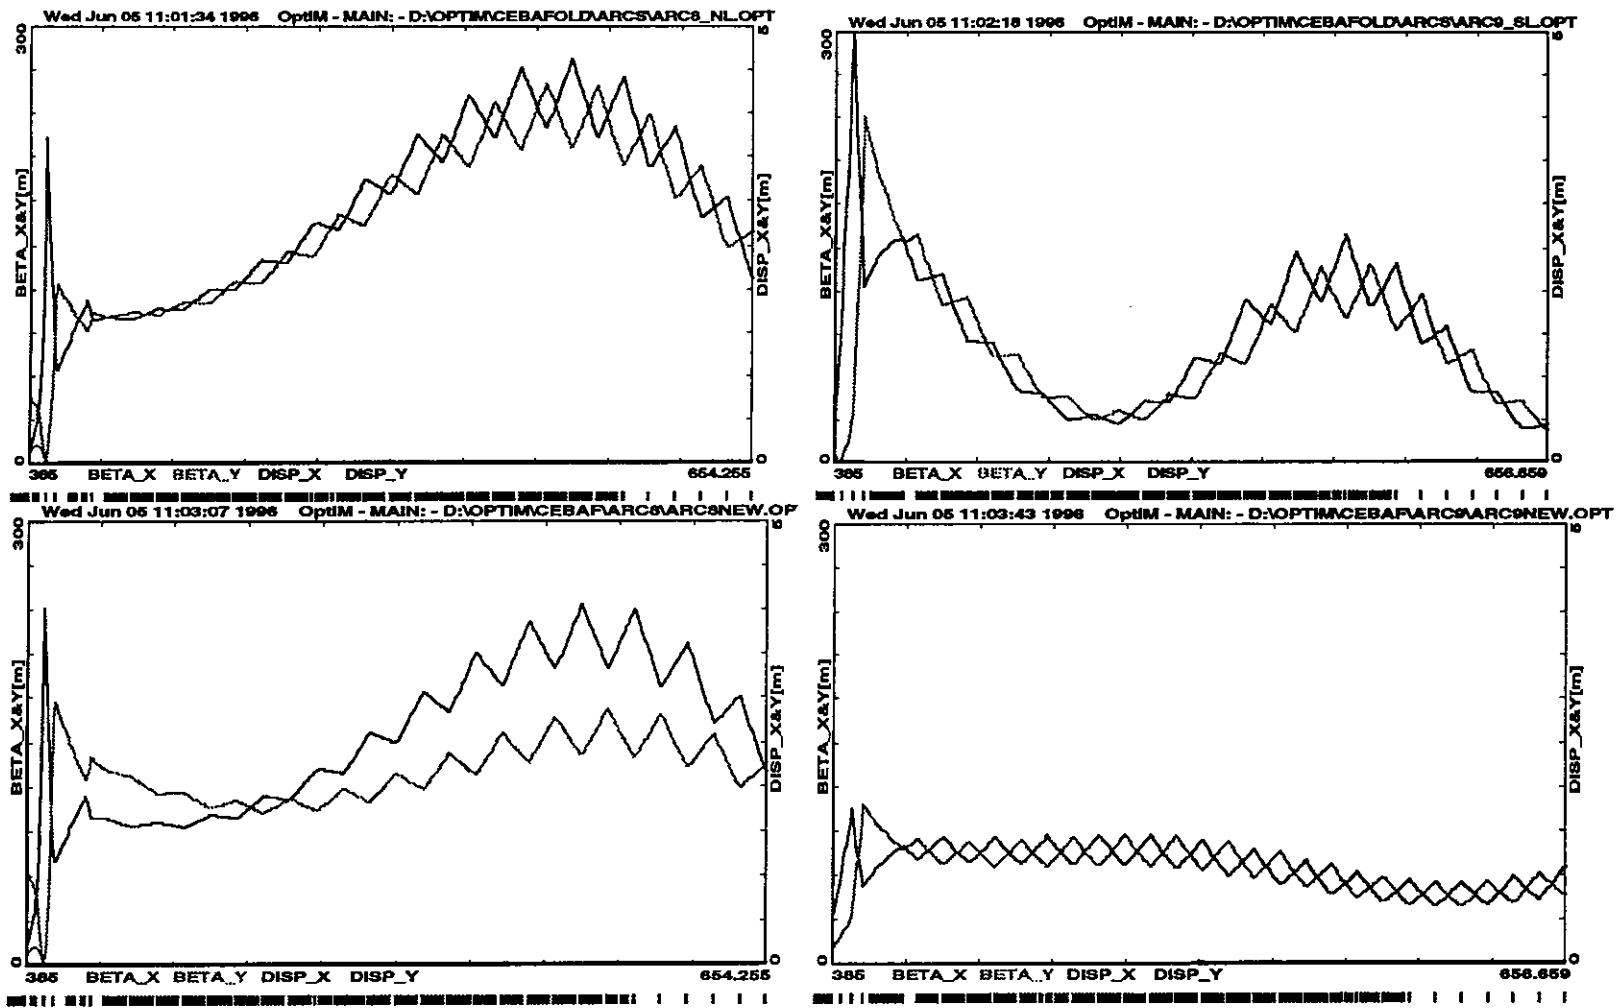 Wed Jun 05 11:01:34 1996 OptiM - MAIN: - D:\OPTIM\CEBAFOLD\ARCS\ARC8_NL.OPT
300
5
BETA_X&Y[m]
DISP_X&Y[m]
0
0
385 BETA_X BETA_Y DISP_X DISP_Y 654.255
Wed Jun 05 11:02:18 1996 OptiM - MAIN: - D:\OPTIM\CEBAFOLD\ARCS\ARC9_SL.OPT
300
5
BETA_X&Y[m]
DISP_X&Y[m]
0
0
385 BETA_X BETA_Y DISP_X DISP_Y 656.659
Wed Jun 05 11:03:07 1996 OptiM - MAIN: - D:\OPTIM\CEBAF\ARC8\ARC8NEW.OP
300
5
BETA_X&Y[m]
DISP_X&Y[m]
0
0
385 BETA_X BETA_Y DISP_X DISP_Y 654.255
Wed Jun 05 11:03:43 1996 OptiM - MAIN: - D:\OPTIM\CEBAF\ARC9\ARC9NEW.OPT
300
5
BETA_X&Y[m]
DISP_X&Y[m]
0
0
385 BETA_X BETA_Y DISP_X DISP_Y 656.659